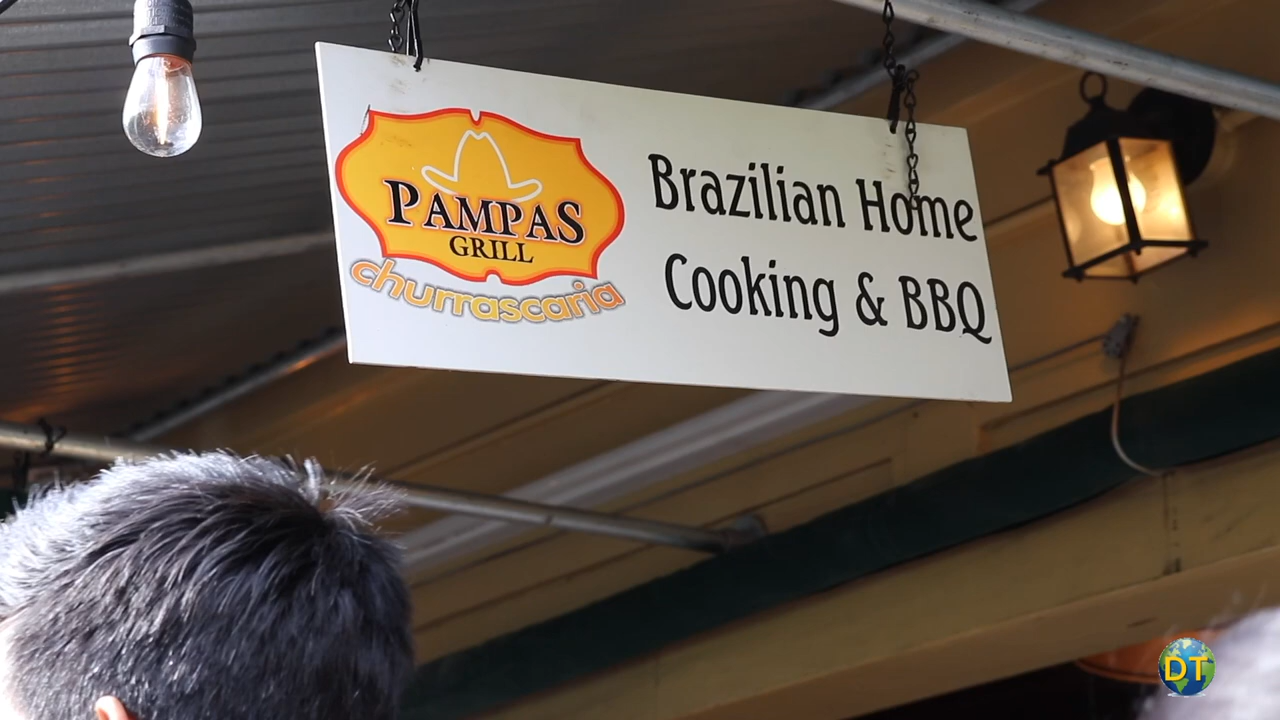 PAMPAS
GRILL
churrascaria
Brazilian Home
Cooking & BBQ
DT